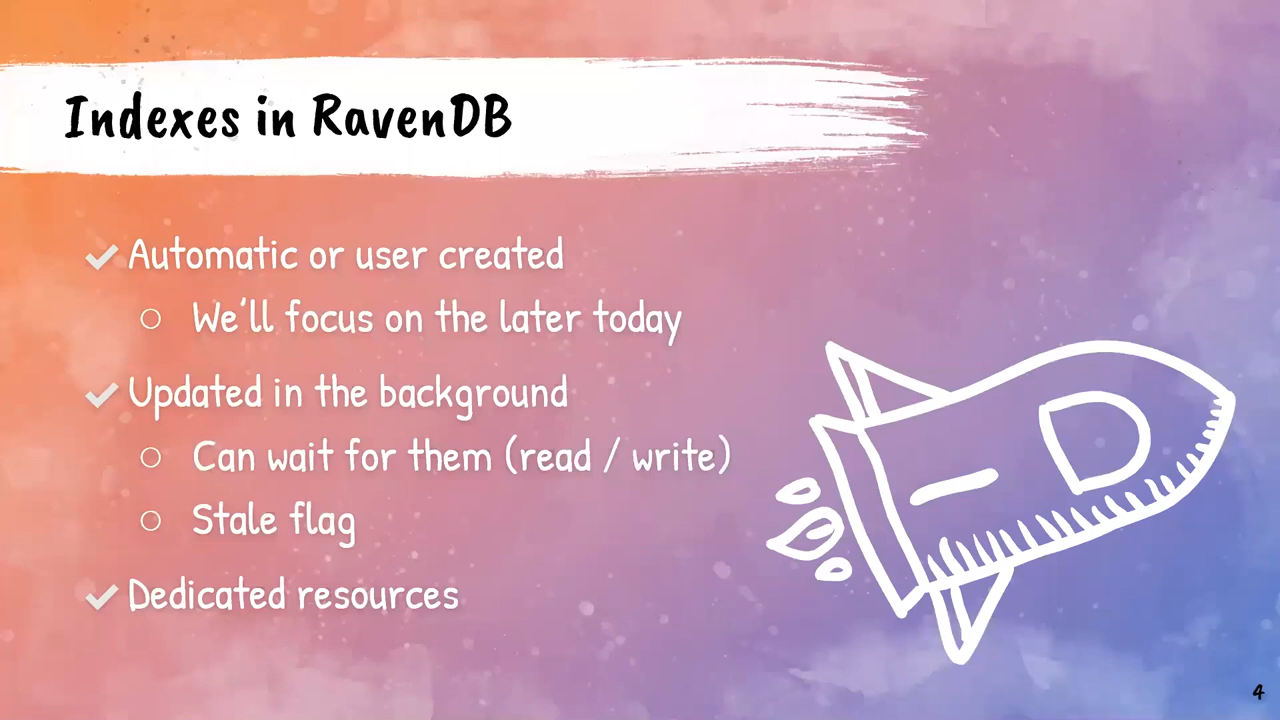 Indexes in RavenDB
Automatic or user created
We'll focus on the later today
Updated in the background
Can wait for them (read / write)
Stale flag
Dedicated resources
4